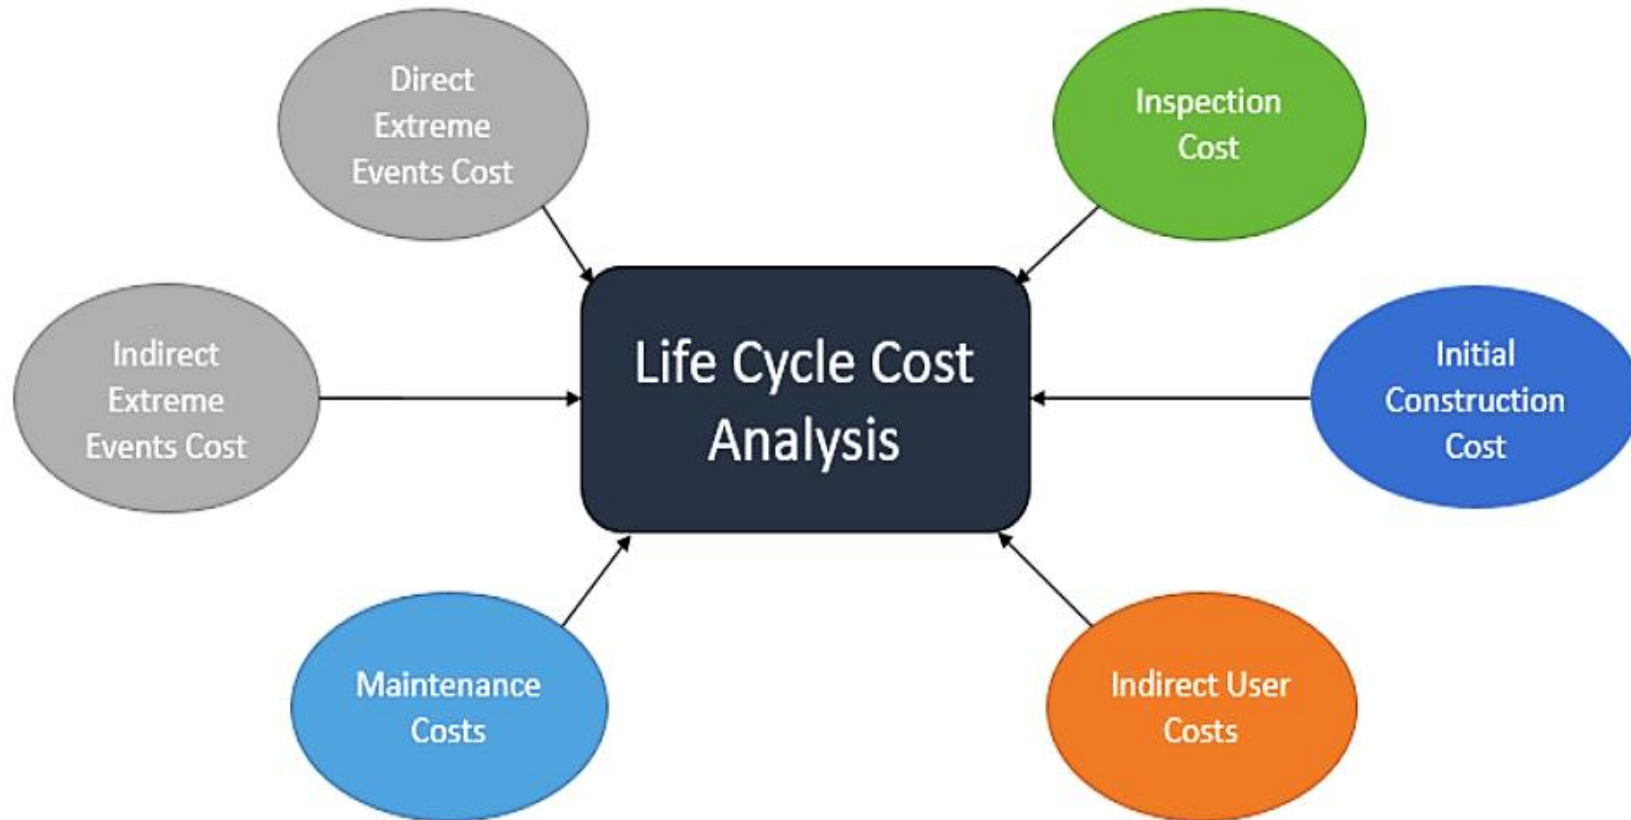 Direct
Extreme
Events Cost
Inspection
Cost
Indirect
Extreme
Events Cost
Life Cycle Cost
Analysis
Initial
Construction
Cost
Maintenance
Costs
Indirect User
Costs